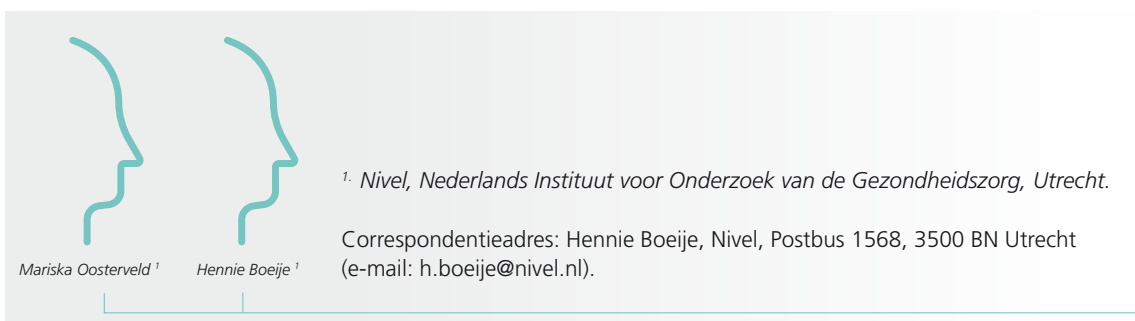 Mariska Oosterveld ¹
Hennie Boeije ¹
¹. Nivel, Nederlands Instituut voor Onderzoek van de Gezondheidszorg, Utrecht.
Correspondentieadres: Hennie Boeije, Nivel, Postbus 1568, 3500 BN Utrecht
(e-mail: h.boeije@nivel.nl).